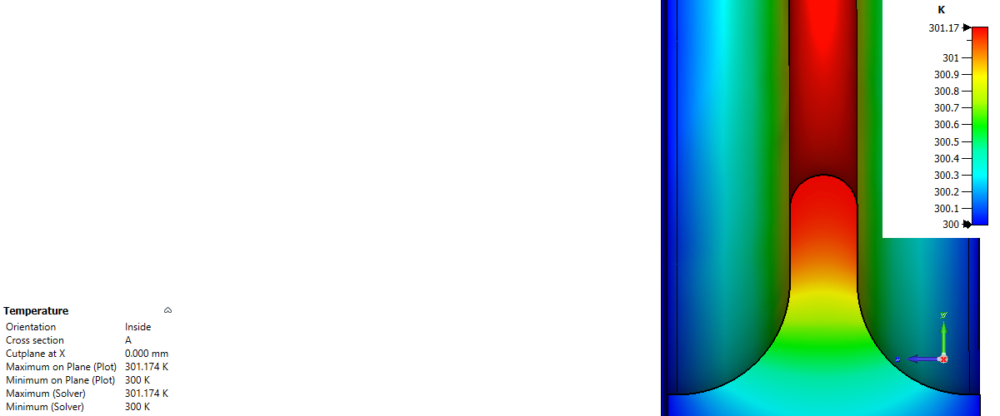 K
301.17
301
300.9
300.8
300.7
300.6
300.5
300.4
300.3
300.2
300.1
300
Temperature
Orientation Inside
Cross section A
Cutplane at X 0.000 mm
Maximum on Plane (Plot) 301.174 K
Minimum on Plane (Plot) 300 K
Maximum (Solver) 301.174 K
Minimum (Solver) 300 K
y
z
x